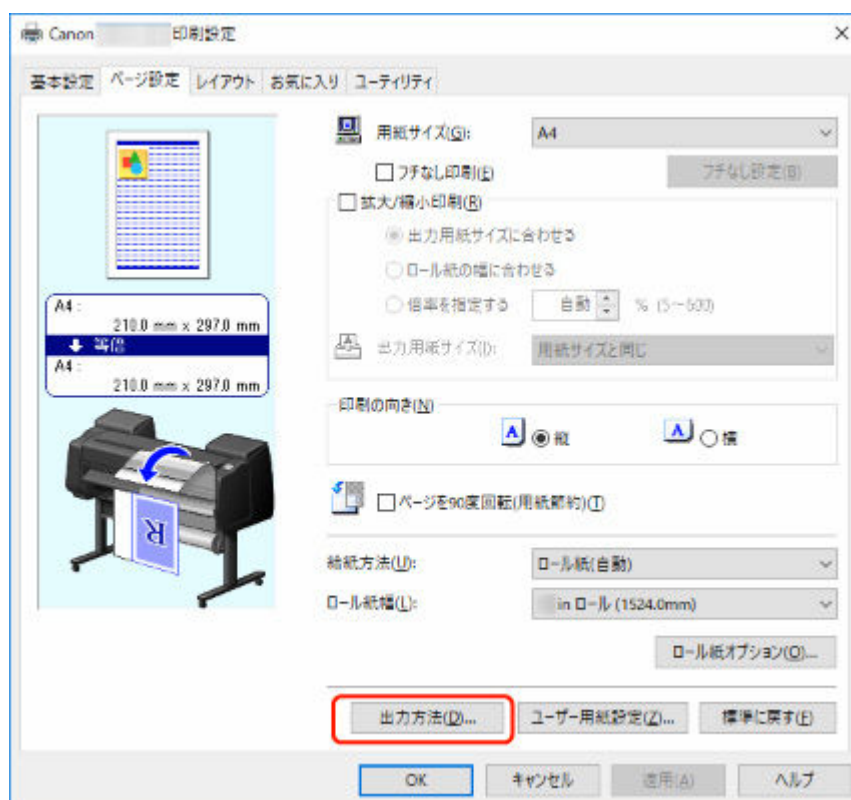 Canon 印刷設定
基本設定 ページ設定 レイアウト お気に入り ユーティリティ
用紙サイズ(G): A4
フチなし印刷(E) フチなし設定(B)
拡大/縮小印刷(R)
出力用紙サイズに合わせる
ロール紙の幅に合わせる
倍率を指定する 自動 % (5~600)
出力用紙サイズ(I): 用紙サイズと同じ
A4 :
210.0 mm x 297.0 mm
等倍
A4 :
210.0 mm x 297.0 mm
印刷の向き(N)
A 縦 A 横
ページを90度回転(用紙節約)(T)
R
給紙方法(U): ロール紙(自動)
ロール紙幅(L): in ロール (1524.0mm)
ロール紙オプション(O)...
出力方法(D)... ユーザー用紙設定(Z)... 標準に戻す(F)
OK キャンセル 適用(A) ヘルプ